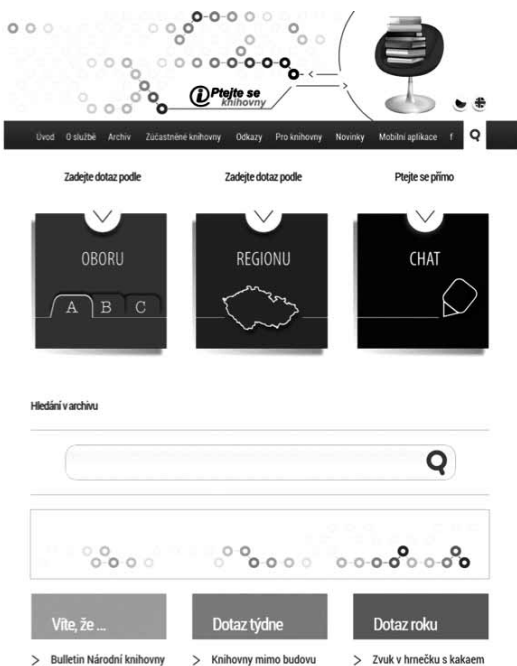 Ptejte se
knihovny
Úvod O službě Archiv Zúčastněné knihovny Odkazy Pro knihovny Novinky Mobilní aplikace f
Zadejte dotaz podle Zadejte dotaz podle Ptejte se přímo
OBORU REGIONU CHAT
A B C
Hledání v archivu
Víte, že ... Dotaz týdne Dotaz roku
> Bulletin Národní knihovny > Knihovny mimo budovu > Zvuk v hrnečku s kakaem